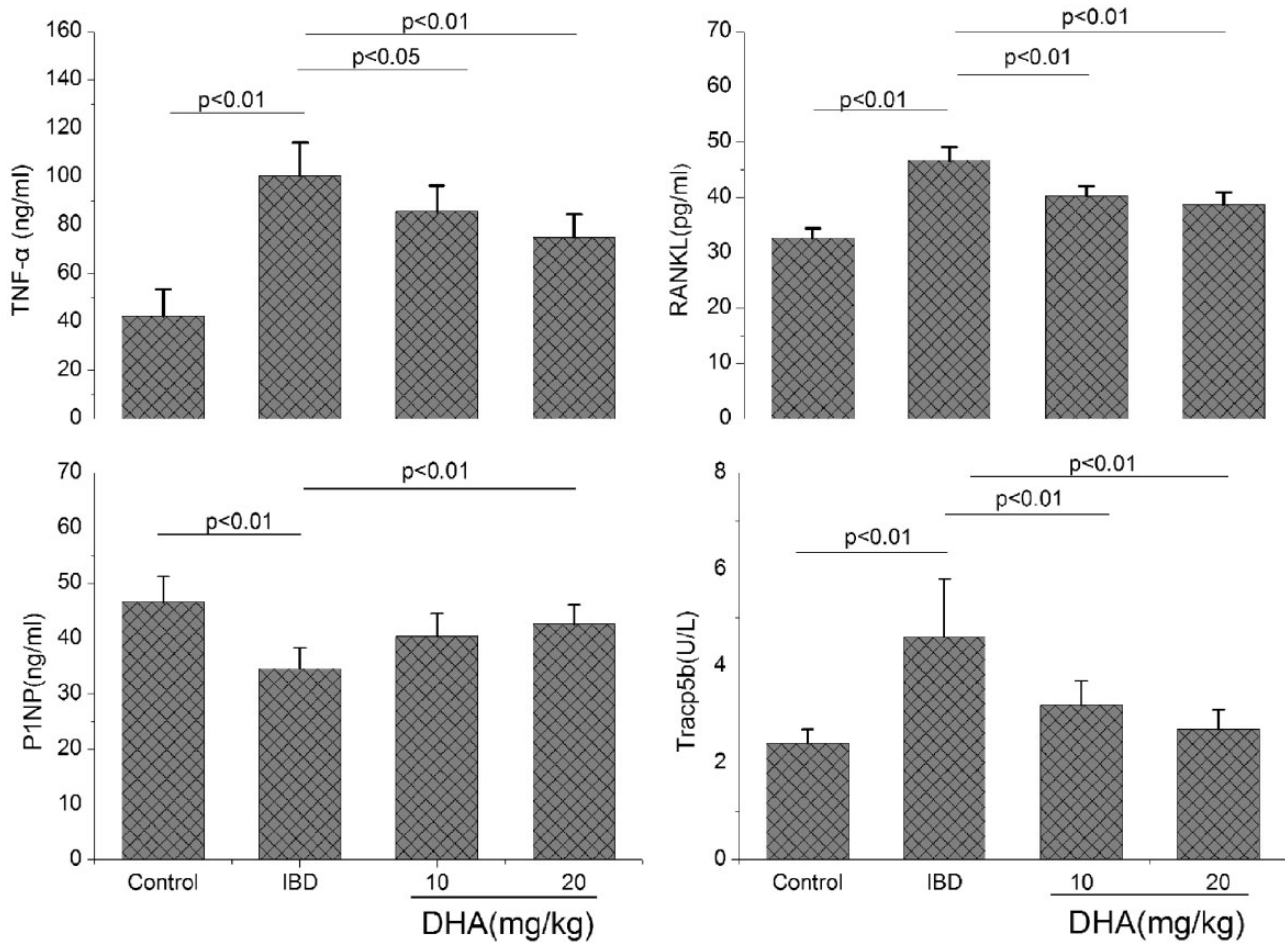 160
140
120
100
80
60
40
20
0
TNF-α (ng/ml)
p<0.01
p<0.05
p<0.01
70
60
50
40
30
20
10
0
RANKL(pg/ml)
p<0.01
p<0.01
p<0.01
70
60
50
40
30
20
10
0
P1NP(ng/ml)
p<0.01
p<0.01
Control IBD 10 20
DHA(mg/kg)
8
6
4
2
0
Tracp5b(U/L)
p<0.01
p<0.01
p<0.01
Control IBD 10 20
DHA(mg/kg)